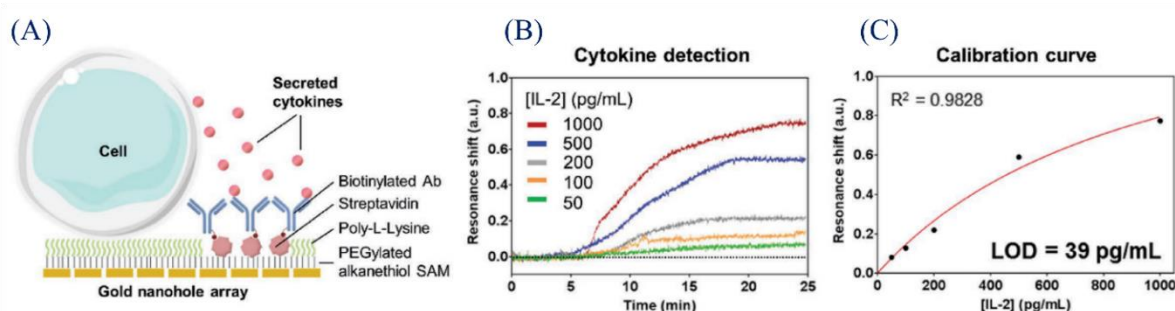 (A)
Secreted
cytokines
Cell
Biotinylated Ab
Streptavidin
Poly-L-Lysine
PEGylated
alkanethiol SAM
Gold nanohole array
(B)
Cytokine detection
Resonance shift (a.u.)
1.0
0.8
0.6
0.4
0.2
0.0
[IL-2] (pg/mL)
1000
500
200
100
50
0
5
10
15
20
25
Time (min)
(C)
Calibration curve
Resonance shift (a.u.)
1.0
0.8
0.6
0.4
0.2
0.0
R² = 0.9828
LOD = 39 pg/mL
0
200
400
600
800
1000
[IL-2] (pg/mL)